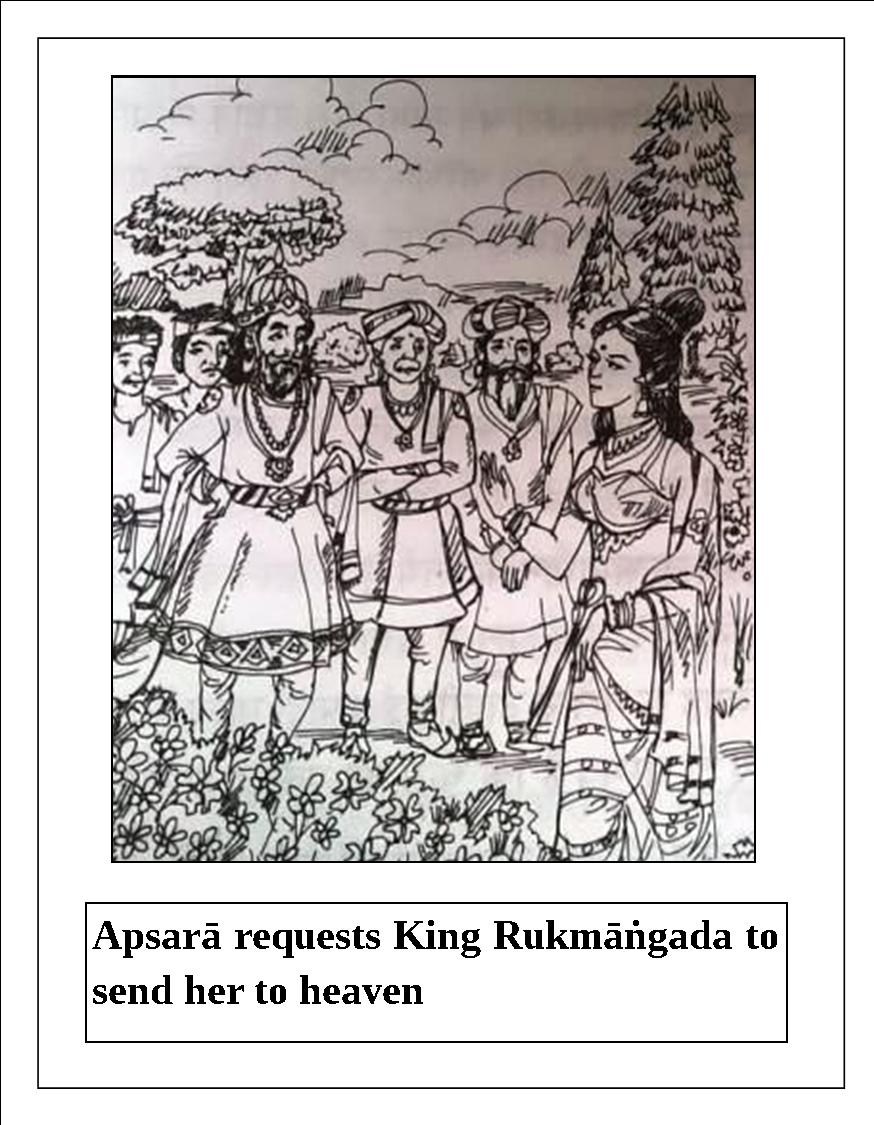 Apsarā requests King Rukmāṅgada to
send her to heaven